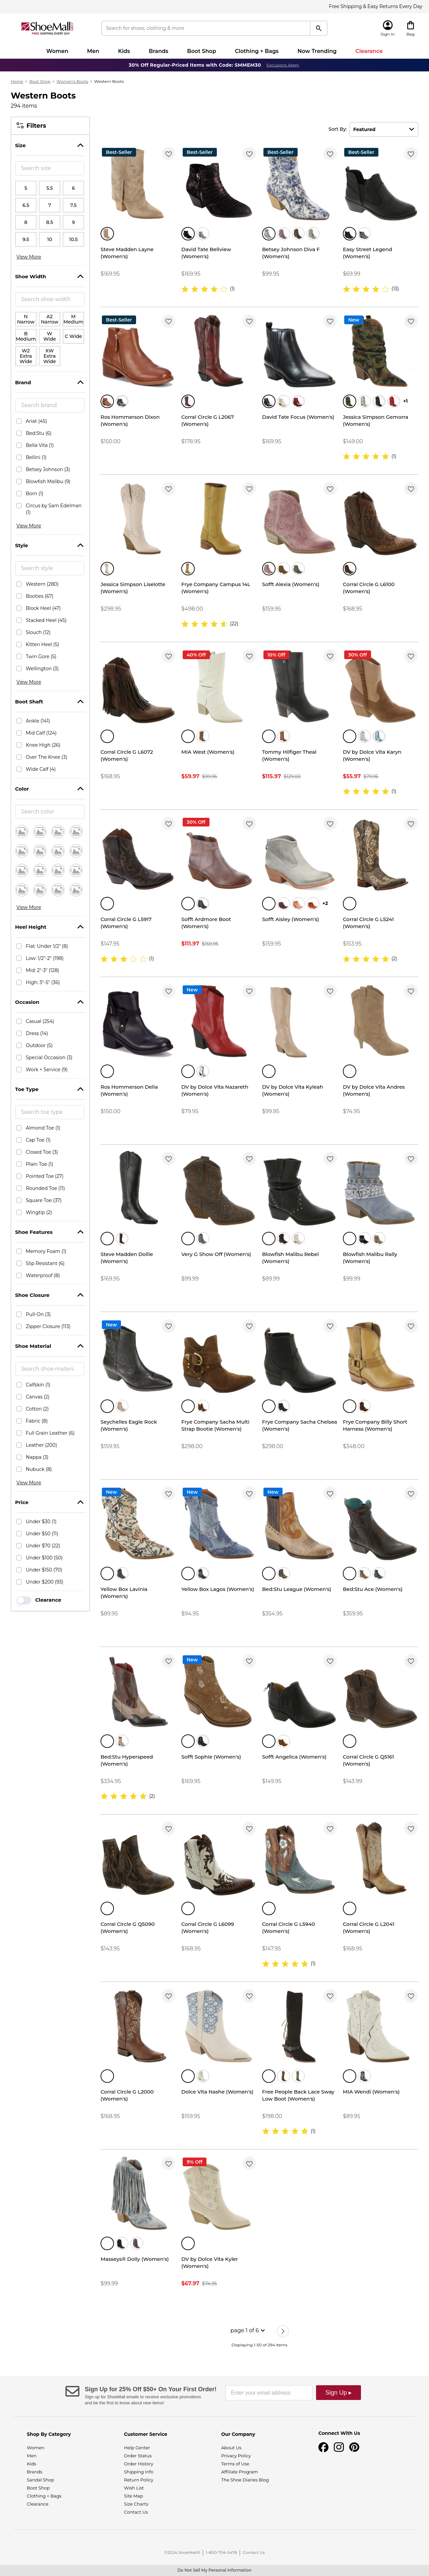 Free Shipping & Easy Returns Every Day
ShoeMall
FREE SHIPPING EVERY DAY
Search for shoes, clothing & more
Sign In
Bag
Women Men Kids Brands Boot Shop Clothing + Bags Now Trending Clearance
30% Off Regular-Priced Items with Code: SMMEM30 Exclusions Apply
Home > Boot Shop > Women's Boots > Western Boots
Western Boots
294 items
Filters
Sort By: Featured
Size
Search size
5 5.5 6
6.5 7 7.5
8 8.5 9
9.5 10 10.5
View More
Shoe Width
Search shoe width
N Narrow
A2 Narrow
M Medium
B Medium
W Wide
C Wide
W2 Extra Wide
XW Extra Wide
Brand
Search brand
Ariat (45)
Bed:Stu (6)
Bella Vita (1)
Bellini (1)
Betsey Johnson (3)
Blowfish Malibu (9)
Born (1)
Circus by Sam Edelman (1)
View More
Style
Search style
Western (280)
Booties (67)
Block Heel (47)
Stacked Heel (45)
Slouch (12)
Kitten Heel (5)
Twin Gore (5)
Wellington (3)
View More
Boot Shaft
Ankle (141)
Mid Calf (124)
Knee High (26)
Over The Knee (3)
Wide Calf (4)
Color
Search color
View More
Heel Height
Flat: Under 1/2" (8)
Low: 1/2"-2" (198)
Mid: 2"-3" (128)
High: 3"-5" (36)
Occasion
Casual (254)
Dress (14)
Outdoor (5)
Special Occasion (3)
Work + Service (9)
Toe Type
Search toe type
Almond Toe (1)
Cap Toe (1)
Closed Toe (3)
Plain Toe (1)
Pointed Toe (27)
Rounded Toe (11)
Square Toe (37)
Wingtip (2)
Shoe Features
Memory Foam (1)
Slip Resistant (6)
Waterproof (8)
Shoe Closure
Pull-On (3)
Zipper Closure (113)
Shoe Material
Search shoe materi
Calfskin (1)
Canvas (2)
Cotton (2)
Fabric (8)
Full Grain Leather (6)
Leather (200)
Nappa (3)
Nubuck (8)
View More
Price
Under $30 (1)
Under $50 (11)
Under $70 (22)
Under $100 (50)
Under $150 (70)
Under $200 (93)
Clearance
Best-Seller
Steve Madden Layne (Women's)
$169.95
Best-Seller
David Tate Bellview (Women's)
$169.95
(1)
Best-Seller
Betsey Johnson Diva F (Women's)
$99.95
Best-Seller
Easy Street Legend (Women's)
$69.99
(13)
Best-Seller
Ros Hommerson Dixon (Women's)
$150.00
Corral Circle G L2067 (Women's)
$178.95
David Tate Focus (Women's)
$169.95
New
+1
Jessica Simpson Gemorra (Women's)
$149.00
(1)
Jessica Simpson Liselotte (Women's)
$298.95
Frye Company Campus 14L (Women's)
$498.00
(22)
Sofft Alexia (Women's)
$159.95
Corral Circle G L6100 (Women's)
$168.95
Corral Circle G L6072 (Women's)
$168.95
40% Off
MIA West (Women's)
$59.97 $99.95
10% Off
Tommy Hilfiger Theal (Women's)
$115.97 $129.00
30% Off
DV by Dolce Vita Karyn (Women's)
$55.97 $79.95
(1)
Corral Circle G L5917 (Women's)
$147.95
(1)
30% Off
Sofft Ardmore Boot (Women's)
$111.97 $159.95
+2
Sofft Aisley (Women's)
$159.95
Corral Circle G L5241 (Women's)
$153.95
(2)
Ros Hommerson Delia (Women's)
$150.00
New
DV by Dolce Vita Nazareth (Women's)
$79.95
DV by Dolce Vita Kyleah (Women's)
$99.95
DV by Dolce Vita Andres (Women's)
$74.95
Steve Madden Dollie (Women's)
$169.95
Very G Show Off (Women's)
$99.99
Blowfish Malibu Rebel (Women's)
$89.99
Blowfish Malibu Rally (Women's)
$99.99
New
Seychelles Eagle Rock (Women's)
$159.95
Frye Company Sacha Multi Strap Bootie (Women's)
$298.00
Frye Company Sacha Chelsea (Women's)
$298.00
Frye Company Billy Short Harness (Women's)
$348.00
New
Yellow Box Lavinia (Women's)
$89.95
New
Yellow Box Lagos (Women's)
$94.95
New
Bed:Stu League (Women's)
$354.95
Bed:Stu Ace (Women's)
$359.95
Bed:Stu Hyperspeed (Women's)
$334.95
(2)
New
Sofft Sophie (Women's)
$169.95
Sofft Angelica (Women's)
$149.95
Corral Circle G Q5161 (Women's)
$143.99
Corral Circle G Q5090 (Women's)
$143.95
Corral Circle G L6099 (Women's)
$168.95
Corral Circle G L5940 (Women's)
$147.95
(1)
Corral Circle G L2041 (Women's)
$168.95
Corral Circle G L2000 (Women's)
$168.95
Dolce Vita Nashe (Women's)
$159.95
Free People Back Lace Sway Low Boot (Women's)
$198.00
(1)
MIA Wendi (Women's)
$89.95
Masseys® Dolly (Women's)
$99.99
9% Off
DV by Dolce Vita Kyler (Women's)
$67.97 $74.95
page 1 of 6
Displaying 1-50 of 294 items
Sign Up for 25% Off $50+ On Your First Order!
Sign up for ShoeMall emails to receive exclusive promotions
and be the first to know about new items!
Enter your email address
Sign Up ▸
Shop By Category
Women
Men
Kids
Brands
Sandal Shop
Boot Shop
Clothing + Bags
Clearance
Customer Service
Help Center
Order Status
Order History
Shipping Info
Return Policy
Wish List
Site Map
Size Charts
Contact Us
Our Company
About Us
Privacy Policy
Terms of Use
Affiliate Program
The Shoe Diaries Blog
Connect With Us
©2024 ShoeMall® | 1-800-704-5478 | Contact Us
Do Not Sell My Personal Information